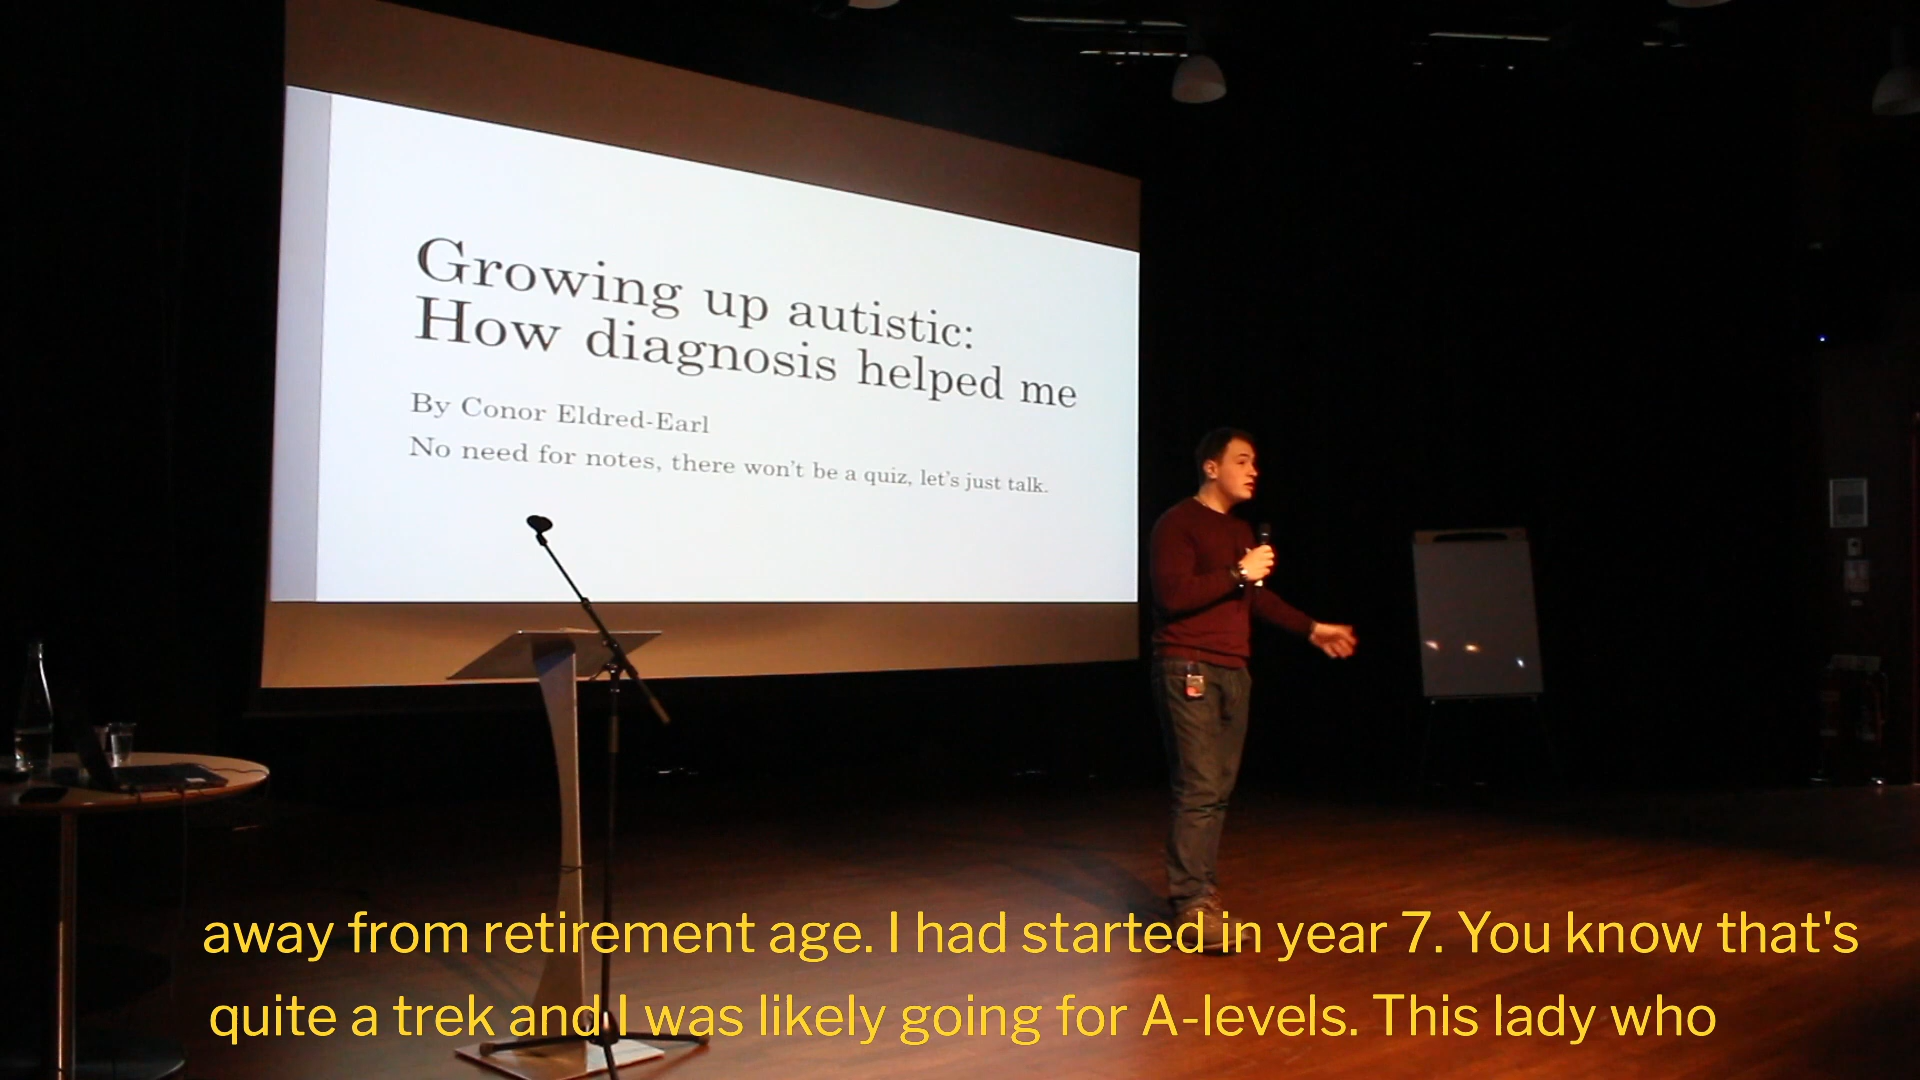 Growing up autistic:
How diagnosis helped me
By Conor Eldred-Earl
No need for notes, there won't be a quiz, let's just talk.
away from retirement age. I had started in year 7. You know that's
quite a trek and I was likely going for A-levels. This lady who